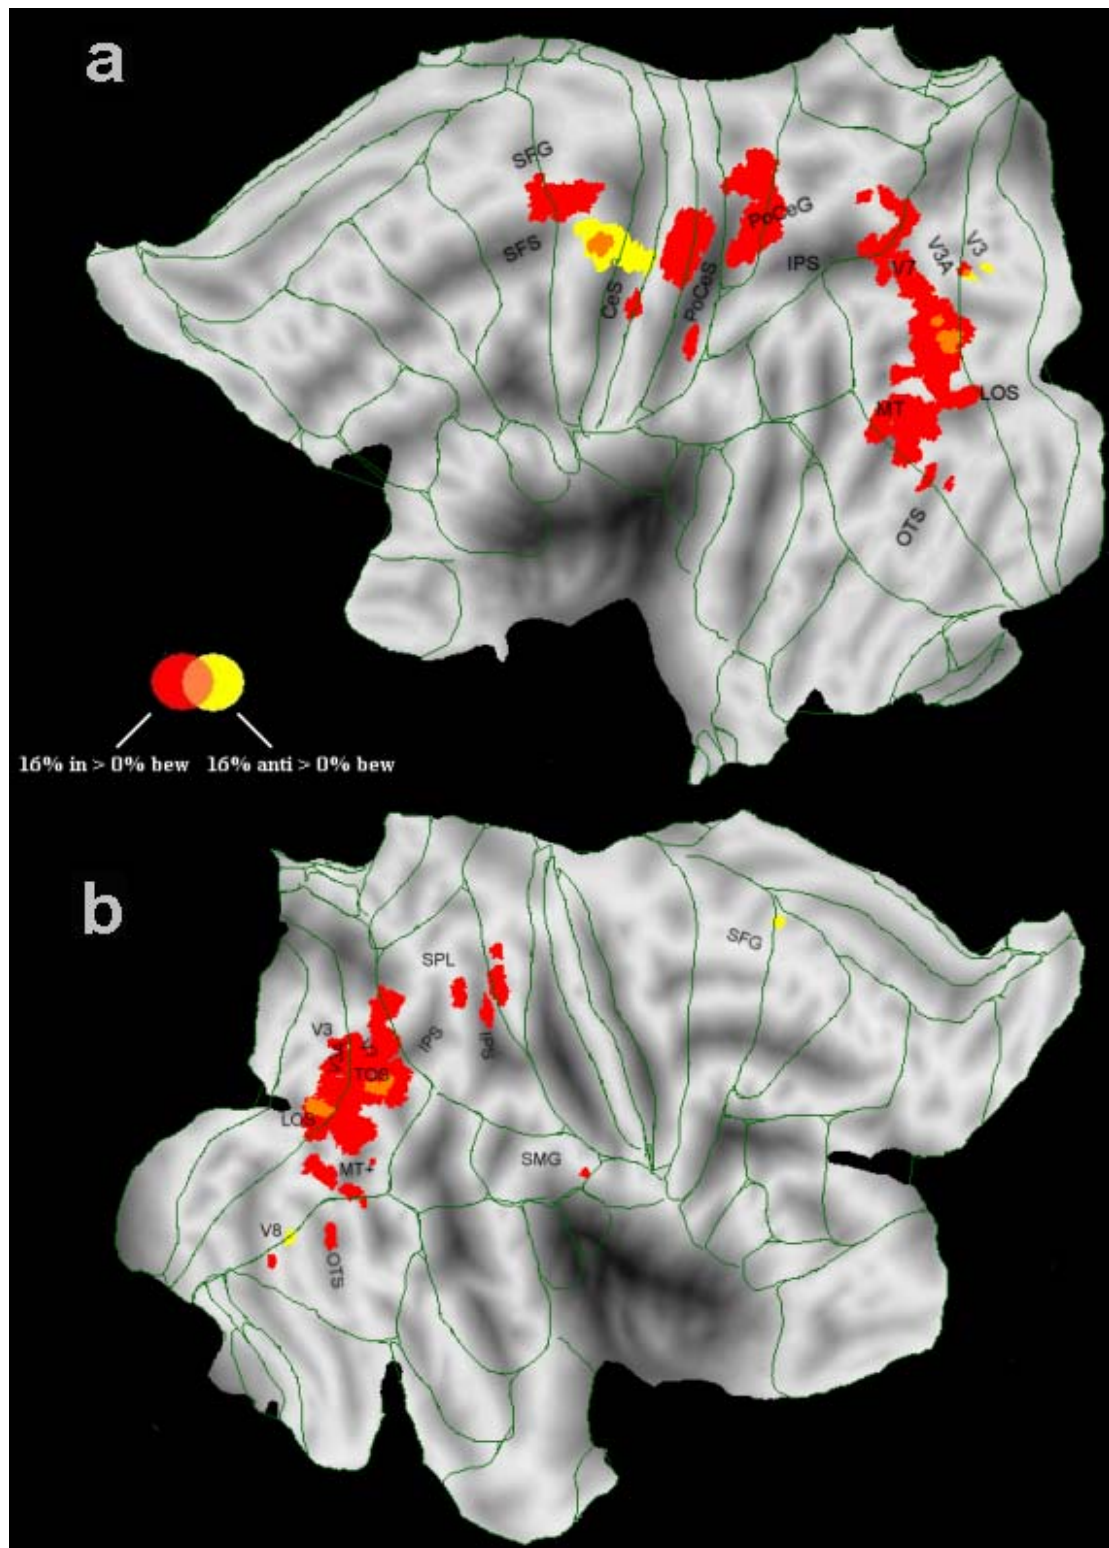 a
SFG
SFS
CeS
PoCeS
PoCeG
IPS
V7
V3A
V3
MT
LOS
OTS
16% in > 0% bew 16% anti > 0% bew
b
SFG
SPL
IPS
IPS
V3
TOS
LOS
MT+
SMG
V8
OTS